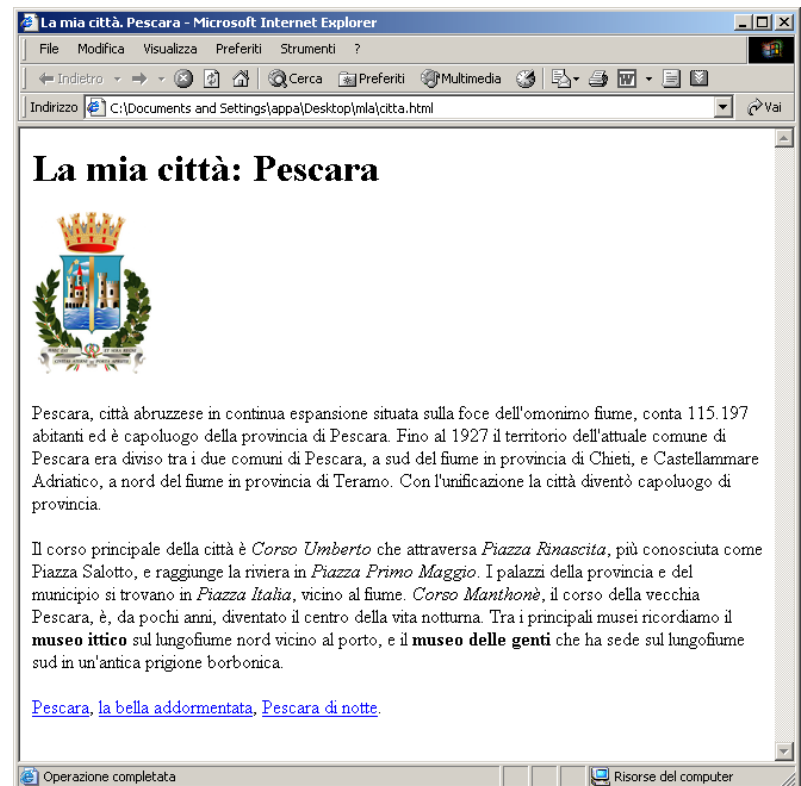 La mia città. Pescara - Microsoft Internet Explorer
File Modifica Visualizza Preferiti Strumenti ?
Indietro Cerca Preferiti Multimedia
Indirizzo C:\Documents and Settings\appa\Desktop\mla\citta.html Vai
La mia città: Pescara
Pescara, città abruzzese in continua espansione situata sulla foce dell'omonimo fiume, conta 115.197
abitanti ed è capoluogo della provincia di Pescara. Fino al 1927 il territorio dell'attuale comune di
Pescara era diviso tra i due comuni di Pescara, a sud del fiume in provincia di Chieti, e Castellammare
Adriatico, a nord del fiume in provincia di Teramo. Con l'unificazione la città diventò capoluogo di
provincia.
Il corso principale della città è Corso Umberto che attraversa Piazza Rinascita, più conosciuta come
Piazza Salotto, e raggiunge la riviera in Piazza Primo Maggio. I palazzi della provincia e del
municipio si trovano in Piazza Italia, vicino al fiume. Corso Manthonè, il corso della vecchia
Pescara, è, da pochi anni, diventato il centro della vita notturna. Tra i principali musei ricordiamo il
museo ittico sul lungofiume nord vicino al porto, e il museo delle genti che ha sede sul lungofiume
sud in un'antica prigione borbonica.
Pescara, la bella addormentata, Pescara di notte.
Operazione completata Risorse del computer